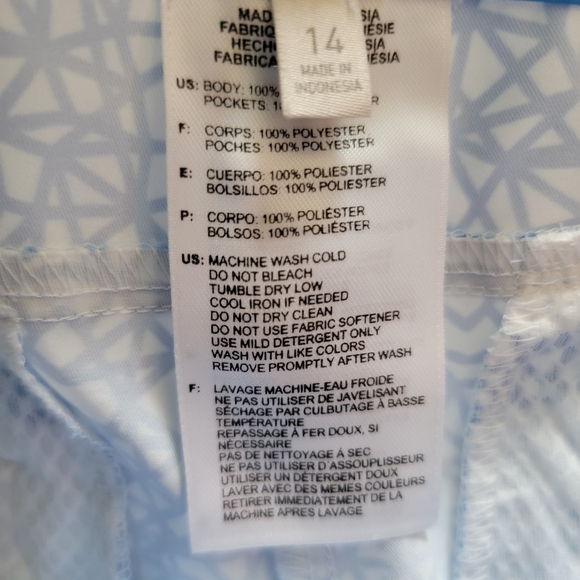 MAD
SIA
FABRIQ
ÉSIE
HECH
SIA
FABRICA
14
MADE IN
INDONESIA
US: BODY: 100%
POCKETS:
F: CORPS: 100% POLYESTER
POCHES: 100% POLYESTER
E: CUERPO: 100% POLIESTER
BOLSILLOS: 100% POLIESTER
P: CORPO: 100% POLIÉSTER
BOLSOS: 100% POLIÉSTER
US: MACHINE WASH COLD
DO NOT BLEACH
TUMBLE DRY LOW
COOL IRON IF NEEDED
DO NOT DRY CLEAN
DO NOT USE FABRIC SOFTENER
USE MILD DETERGENT ONLY
WASH WITH LIKE COLORS
REMOVE PROMPTLY AFTER WASH
F: LAVAGE MACHINE-EAU FROIDE
NE PAS UTILISER DE JAVELISANT
SÉCHAGE PAR CULBUTAGE À BASSE
TEMPÉRATURE
REPASSAGE À FER DOUX, SI
NÉCESSAIRE
PAS DE NETTOYAGE À SEC
NE PAS UTILISER D'ASSOUPLISSEUR
UTILISER UN DÉTERGENT DOUX
LAVER AVEC DES MEMES COULEURS
RETIRER IMMEDIATEMENT DE LA
MACHINE APRES LAVAGE